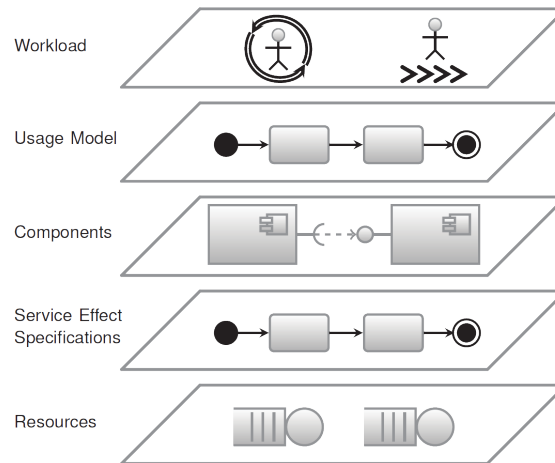 Workload
Usage Model
Components
Service Effect
Specifications
Resources